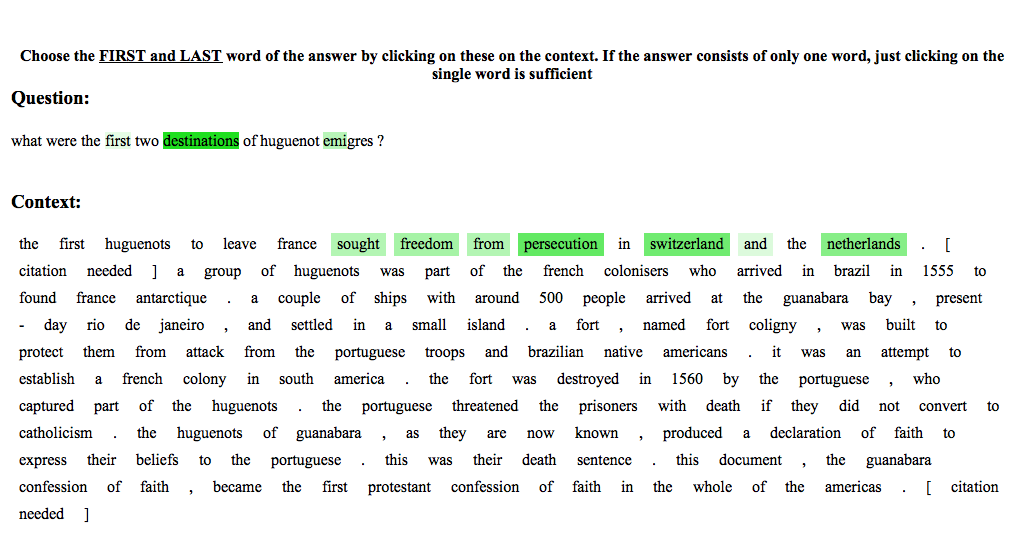 Choose the FIRST and LAST word of the answer by clicking on these on the context. If the answer consists of only one word, just clicking on the
single word is sufficient
Question:
what were the first two destinations of huguenot emigres ?
Context:
the first huguenots to leave france sought freedom from persecution in switzerland and the netherlands . [
citation needed ] a group of huguenots was part of the french colonisers who arrived in brazil in 1555 to
found france antarctique . a couple of ships with around 500 people arrived at the guanabara bay , present
- day rio de janeiro , and settled in a small island . a fort , named fort coligny , was built to
protect them from attack from the portuguese troops and brazilian native americans . it was an attempt to
establish a french colony in south america . the fort was destroyed in 1560 by the portuguese , who
captured part of the huguenots . the portuguese threatened the prisoners with death if they did not convert to
catholicism . the huguenots of guanabara , as they are now known , produced a declaration of faith to
express their beliefs to the portuguese . this was their death sentence . this document , the guanabara
confession of faith , became the first protestant confession of faith in the whole of the americas . [ citation
needed ]